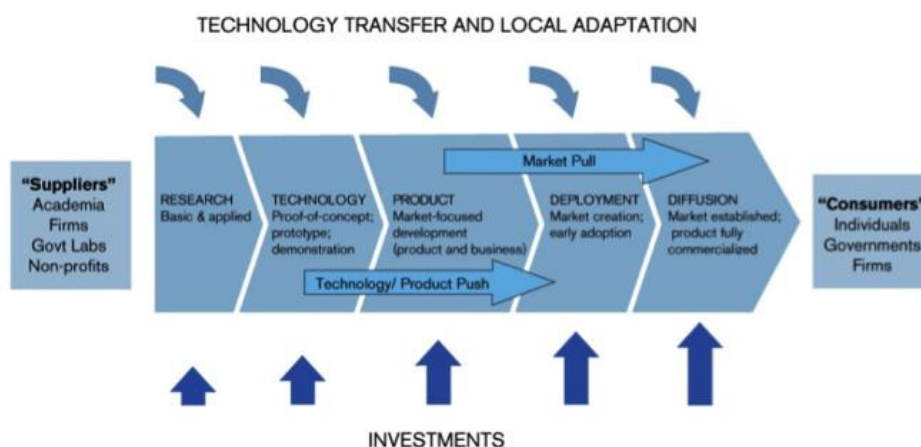 TECHNOLOGY TRANSFER AND LOCAL ADAPTATION
"Suppliers"
Academia
Firms
Govt Labs
Non-profits
RESEARCH
Basic & applied
TECHNOLOGY
Proof-of-concept;
prototype;
demonstration
PRODUCT
Market-focused
development
(product and business)
Market Pull
DEPLOYMENT
Market creation;
early adoption
DIFFUSION
Market established;
product fully
commercialized
Technology/ Product Push
"Consumers"
Individuals
Governments
Firms
INVESTMENTS